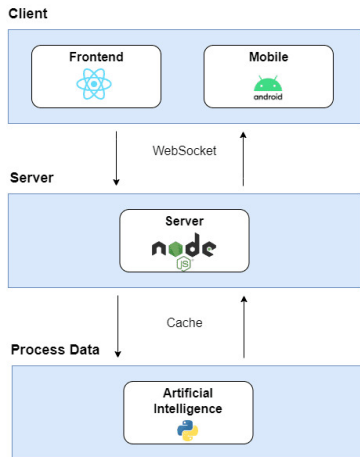 Client
Frontend
Mobile
android
WebSocket
Server
Server
node
JS
Cache
Process Data
Artificial
Intelligence